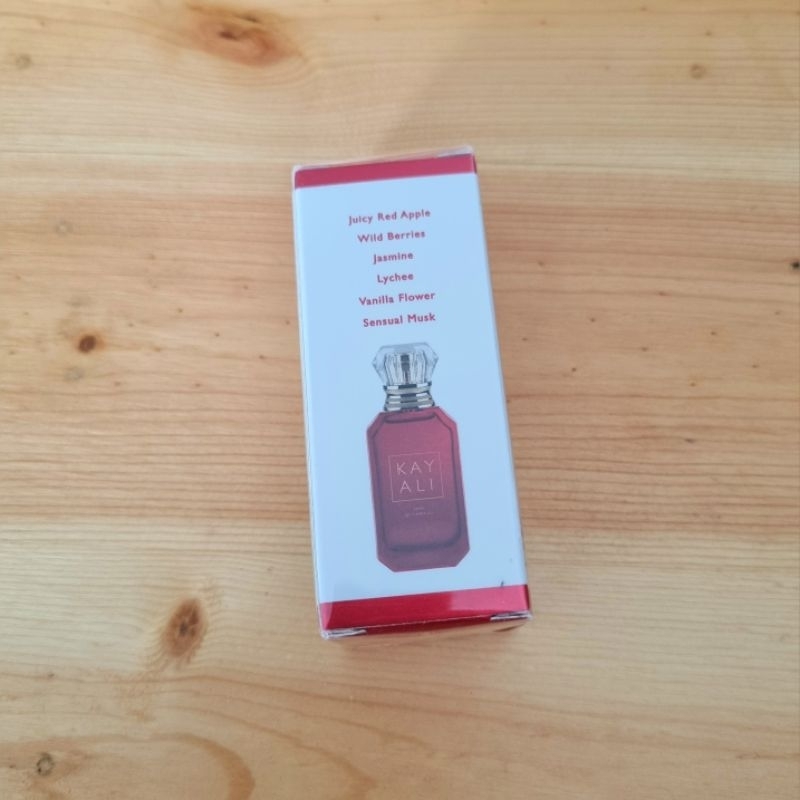 Juicy Red Apple
Wild Berries
Jasmine
Lychee
Vanilla Flower
Sensual Musk
KAY
ALI